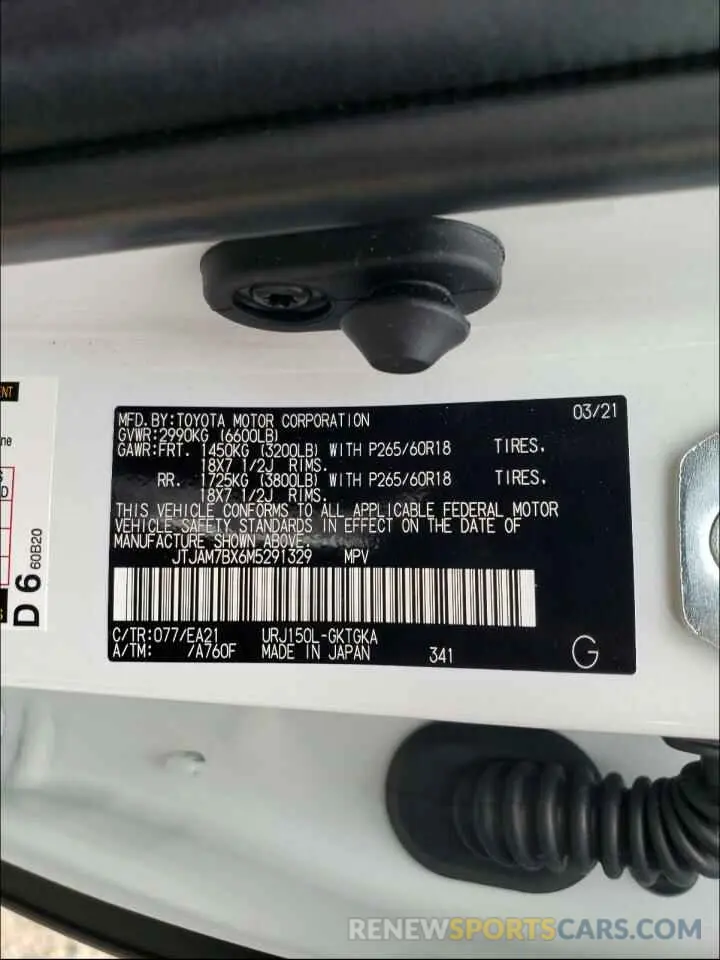 MFD.BY:TOYOTA MOTOR CORPORATION 03/21
GVWR:2990KG (6600LB)
GAWR:FRT. 1450KG (3200LB) WITH P265/60R18 TIRES.
18X7 1/2J RIMS.
RR. 1725KG (3800LB) WITH P265/60R18 TIRES.
18X7 1/2J RIMS.
THIS VEHICLE CONFORMS TO ALL APPLICABLE FEDERAL MOTOR
VEHICLE SAFETY STANDARDS IN EFFECT ON THE DATE OF
MANUFACTURE SHOWN ABOVE.
JTJAM7BX6M5291329 MPV
C/TR:077/EA21 URJ150L-GKTGKA
A/TM: /A760F MADE IN JAPAN 341 G
D 6 60B20
RENEWSPORTSCARS.COM